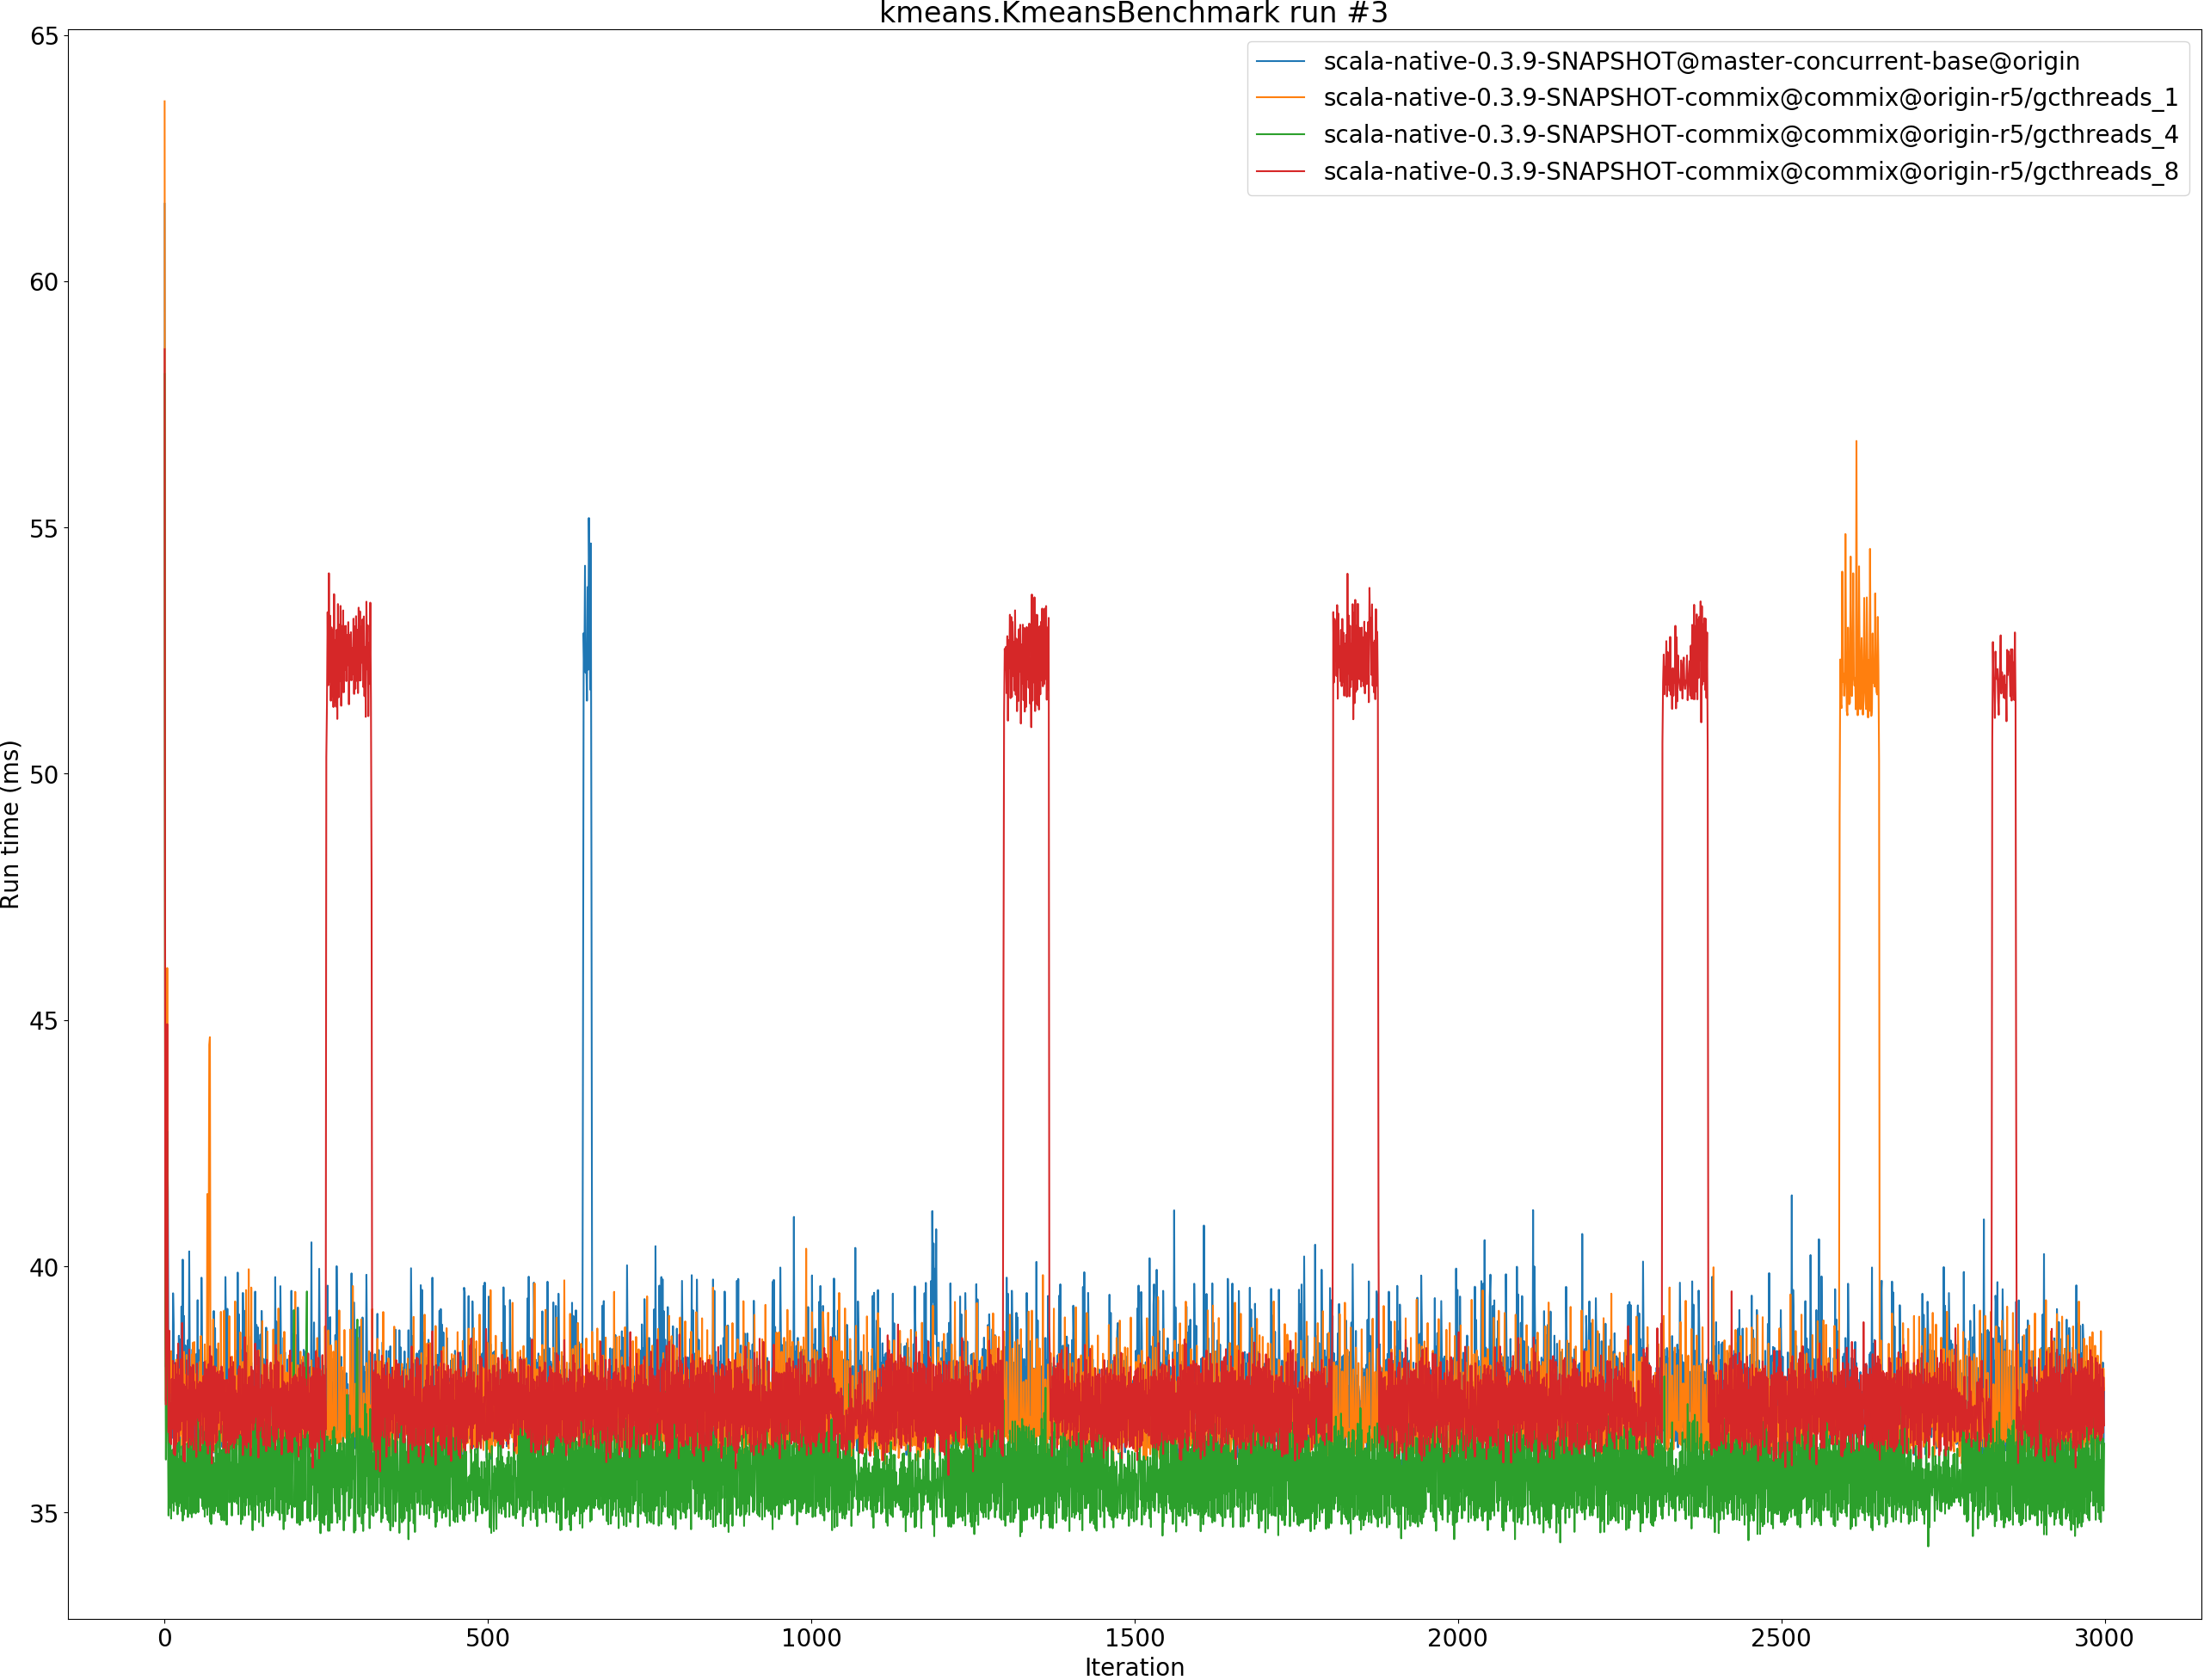 kmeans.KmeansBenchmark run #3
scala-native-0.3.9-SNAPSHOT@master-concurrent-base@origin
scala-native-0.3.9-SNAPSHOT-commix@commix@origin-r5/gcthreads_1
scala-native-0.3.9-SNAPSHOT-commix@commix@origin-r5/gcthreads_4
scala-native-0.3.9-SNAPSHOT-commix@commix@origin-r5/gcthreads_8
Run time (ms)
65
60
55
50
45
40
35
0 500 1000 1500 2000 2500 3000
Iteration